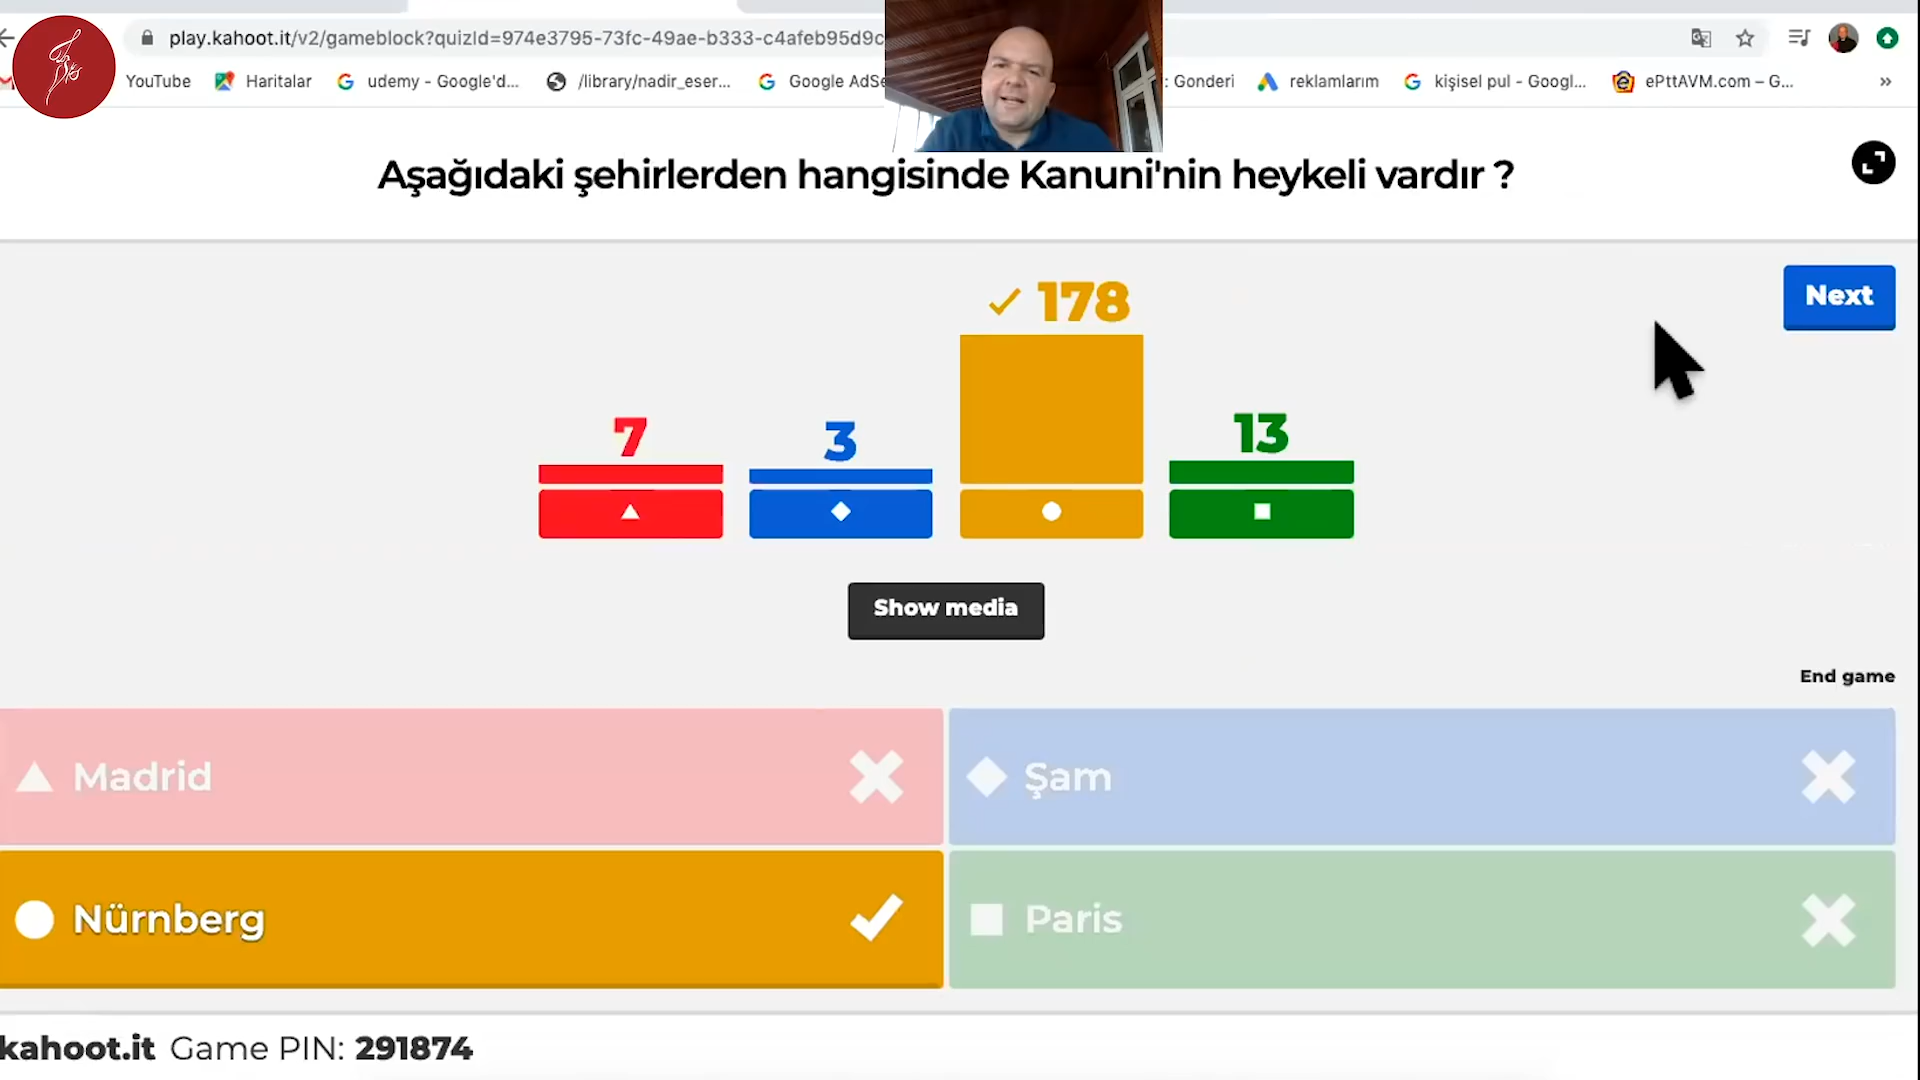 play.kahoot.it/v2/gameblock?quizId=974e3795-73fc-49ae-b333-c4afeb95d9c
YouTube Haritalar udemy - Google'd... /library/nadir_eser... Google AdSe : Gonderi reklamlarım kişisel pul - Googl... ePttAVM.com – G... »
Aşağıdaki şehirlerden hangisinde Kanuni'nin heykeli vardır ?
Next
178
7
3
13
Show media
End game
Madrid
Şam
Nürnberg
Paris
kahoot.it Game PIN: 291874